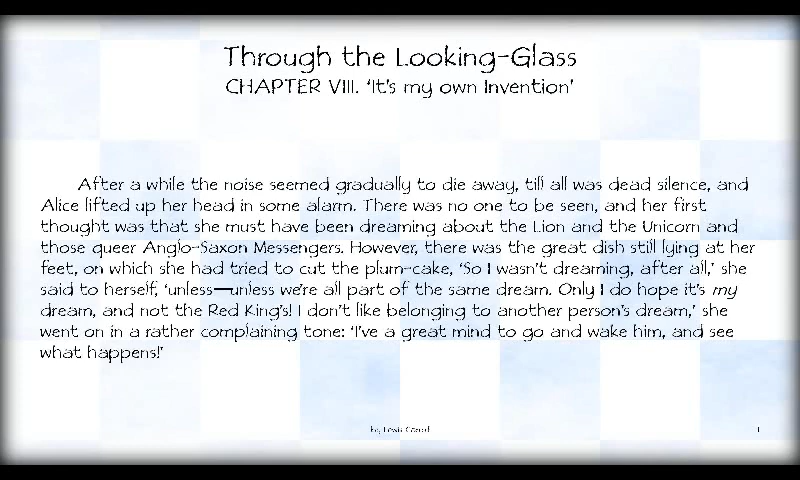 Through the Looking-Glass
CHAPTER VIII. ‘It’s my own Invention’
After a while the noise seemed gradually to die away, till all was dead silence, and
Alice lifted up her head in some alarm. There was no one to be seen, and her first
thought was that she must have been dreaming about the Lion and the Unicorn and
those queer Anglo-Saxon Messengers. However, there was the great dish still lying at her
feet, on which she had tried to cut the plum-cake, ‘So I wasn’t dreaming, after all,’ she
said to herself, ‘unless—unless we’re all part of the same dream. Only I do hope it’s my
dream, and not the Red King’s! I don’t like belonging to another person’s dream,’ she
went on in a rather complaining tone: ‘I’ve a great mind to go and wake him, and see
what happens!’
by Lewis Carroll
1